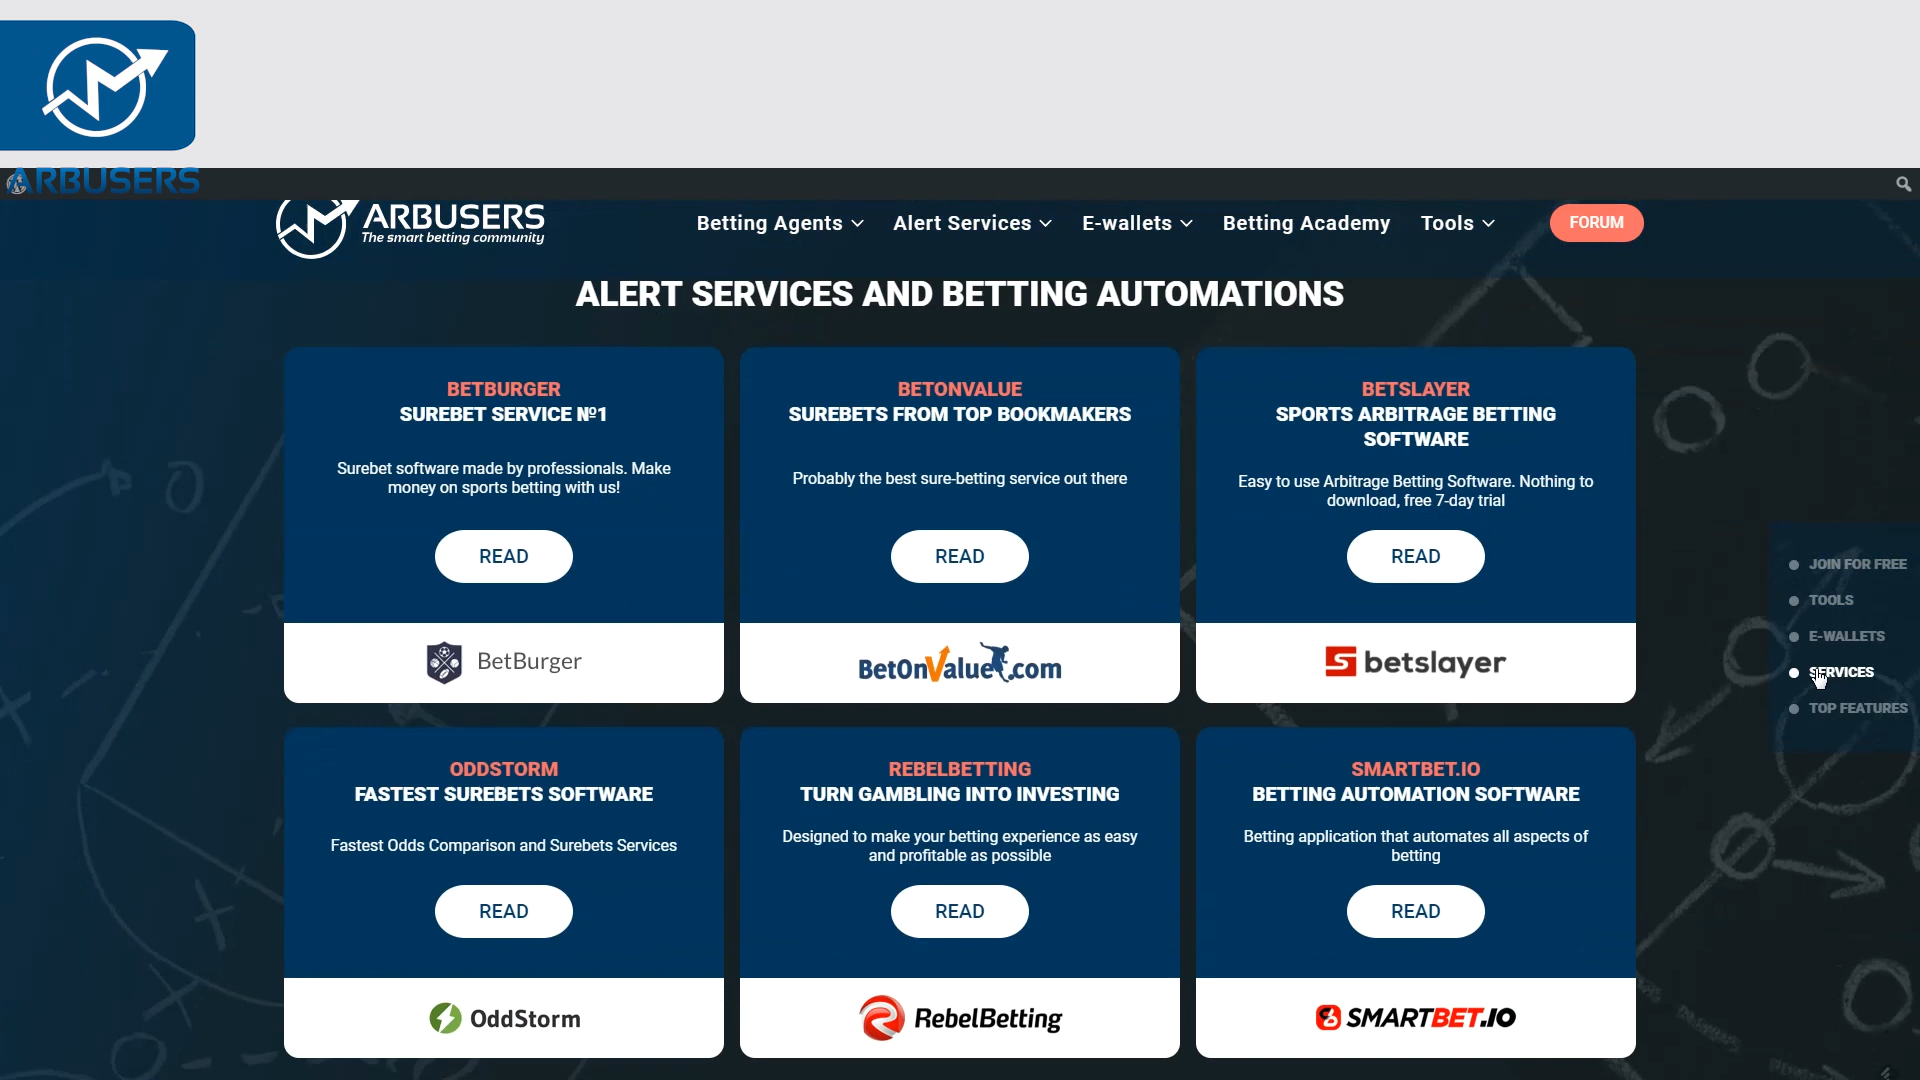 ARBUSERS
ARBUSERS
The smart betting community
Betting Agents
Alert Services
E-wallets
Betting Academy
Tools
FORUM
ALERT SERVICES AND BETTING AUTOMATIONS
BETBURGER
SUREBET SERVICE №1
Surebet software made by professionals. Make
money on sports betting with us!
READ
BetBurger
BETONVALUE
SUREBETS FROM TOP BOOKMAKERS
Probably the best sure-betting service out there
READ
BetOnValue.com
BETSLAYER
SPORTS ARBITRAGE BETTING
SOFTWARE
Easy to use Arbitrage Betting Software. Nothing to
download, free 7-day trial
READ
betslayer
JOIN FOR FREE
TOOLS
E-WALLETS
SERVICES
TOP FEATURES
ODDSTORM
FASTEST SUREBETS SOFTWARE
Fastest Odds Comparison and Surebets Services
READ
OddStorm
REBELBETTING
TURN GAMBLING INTO INVESTING
Designed to make your betting experience as easy
and profitable as possible
READ
RebelBetting
SMARTBET.IO
BETTING AUTOMATION SOFTWARE
Betting application that automates all aspects of
betting
READ
SMARTBET.IO